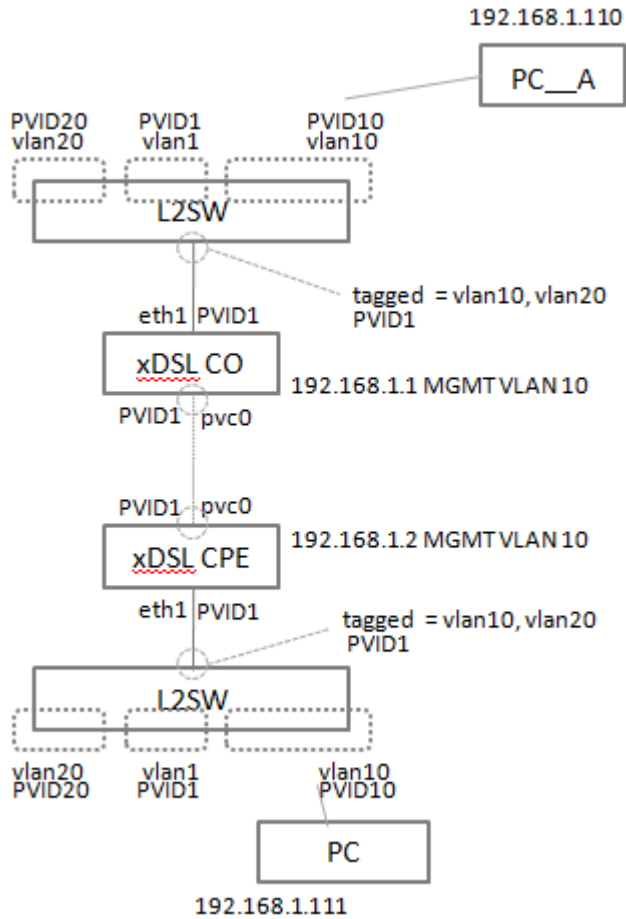 192.168.1.110
PC__A
PVID20 PVID1 PVID10
vlan20 vlan1 vlan10
L2SW
tagged = vlan10, vlan20
PVID1
eth1 PVID1
xDSL CO
192.168.1.1 MGMT VLAN 10
PVID1 pvc0
PVID1 pvc0
xDSL CPE
192.168.1.2 MGMT VLAN 10
eth1 PVID1
tagged = vlan10, vlan20
PVID1
L2SW
vlan20 vlan1 vlan10
PVID20 PVID1 PVID10
PC
192.168.1.111